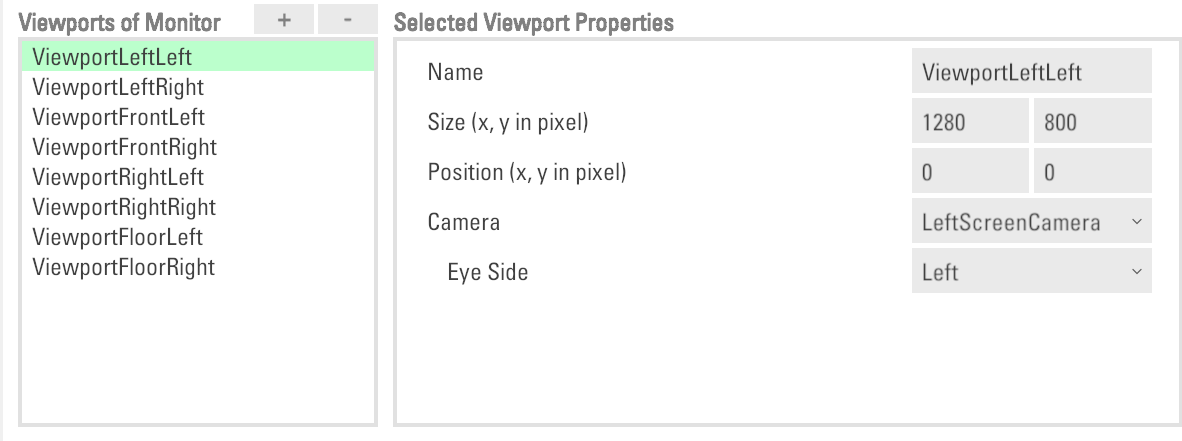 Viewports of Monitor + -
ViewportLeftLeft
ViewportLeftRight
ViewportFrontLeft
ViewportFrontRight
ViewportRightLeft
ViewportRightRight
ViewportFloorLeft
ViewportFloorRight
Selected Viewport Properties
Name ViewportLeftLeft
Size (x, y in pixel) 1280 800
Position (x, y in pixel) 0 0
Camera LeftScreenCamera
Eye Side Left